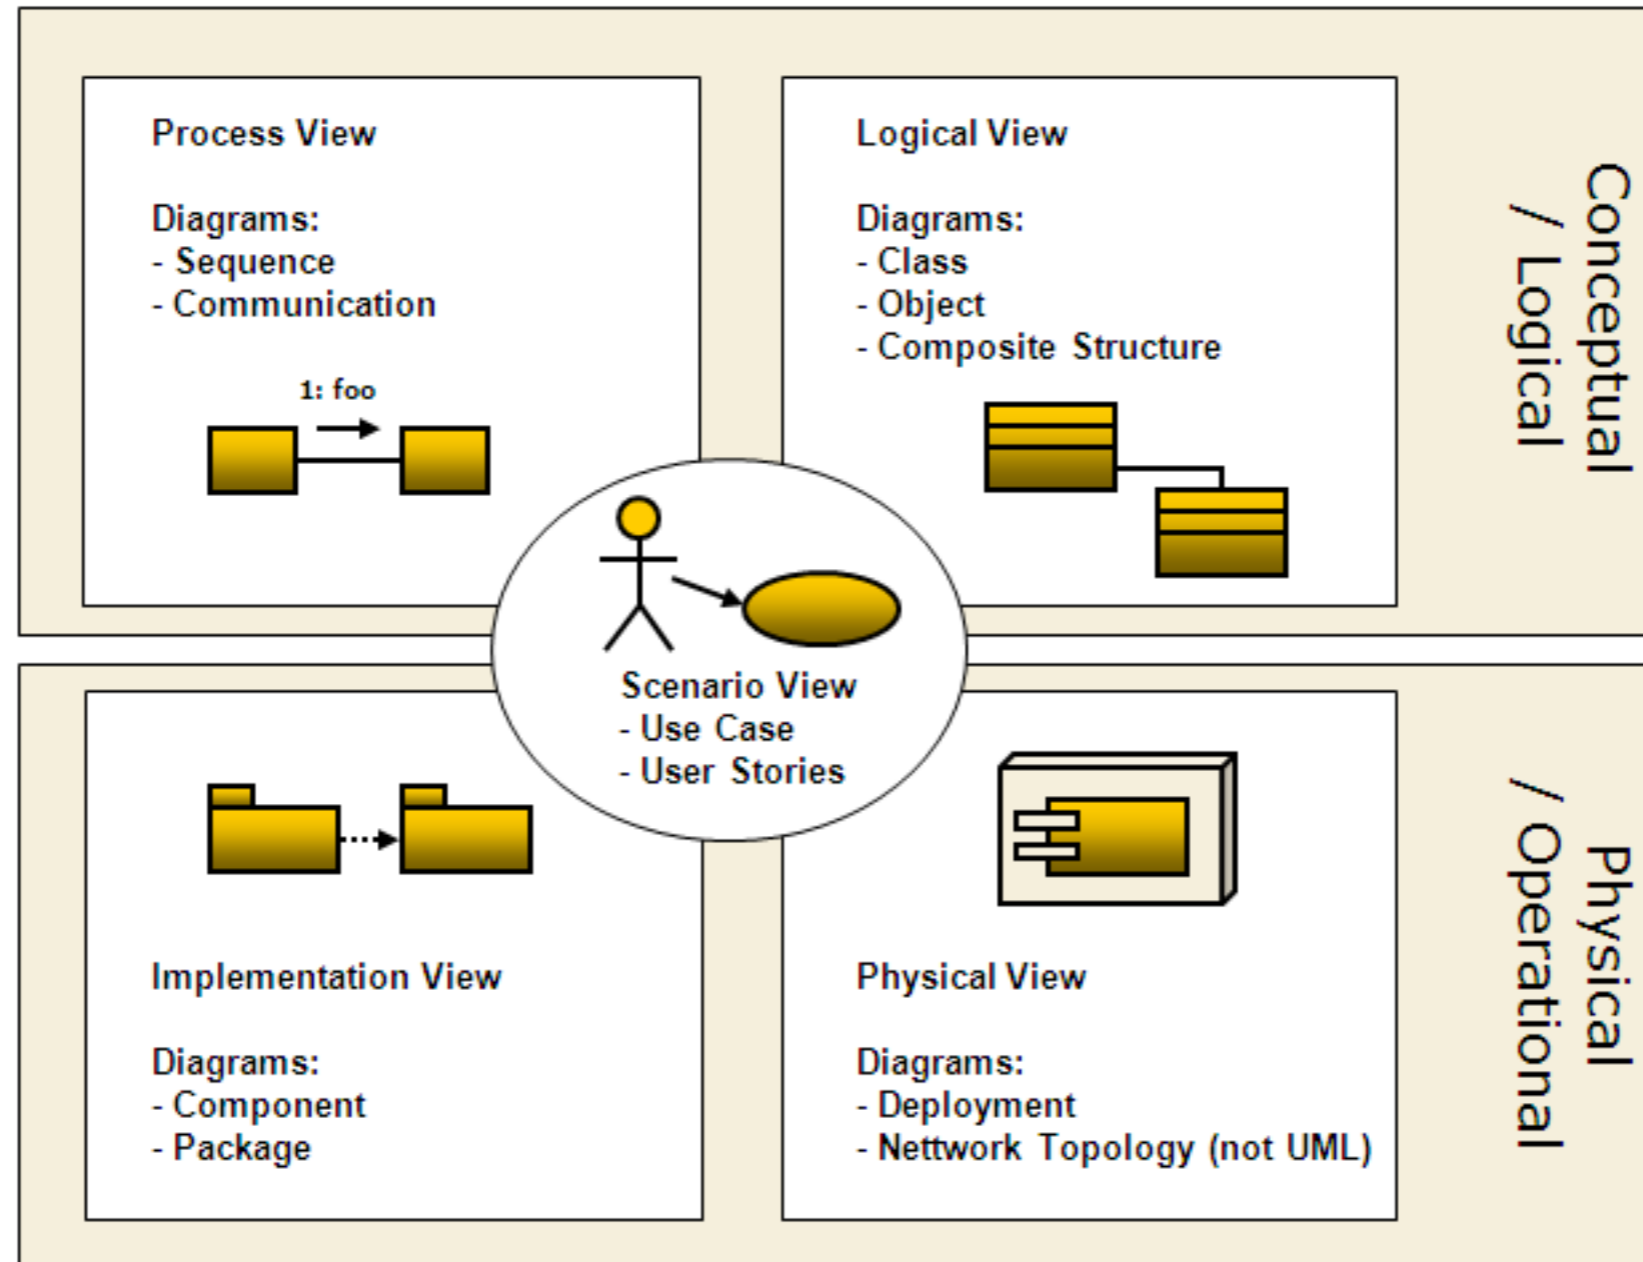 Process View
Diagrams:
- Sequence
- Communication
1: foo
Logical View
Diagrams:
- Class
- Object
- Composite Structure
Conceptual
/ Logical
Scenario View
- Use Case
- User Stories
Implementation View
Diagrams:
- Component
- Package
Physical View
Diagrams:
- Deployment
- Nettwork Topology (not UML)
Physical
/ Operational